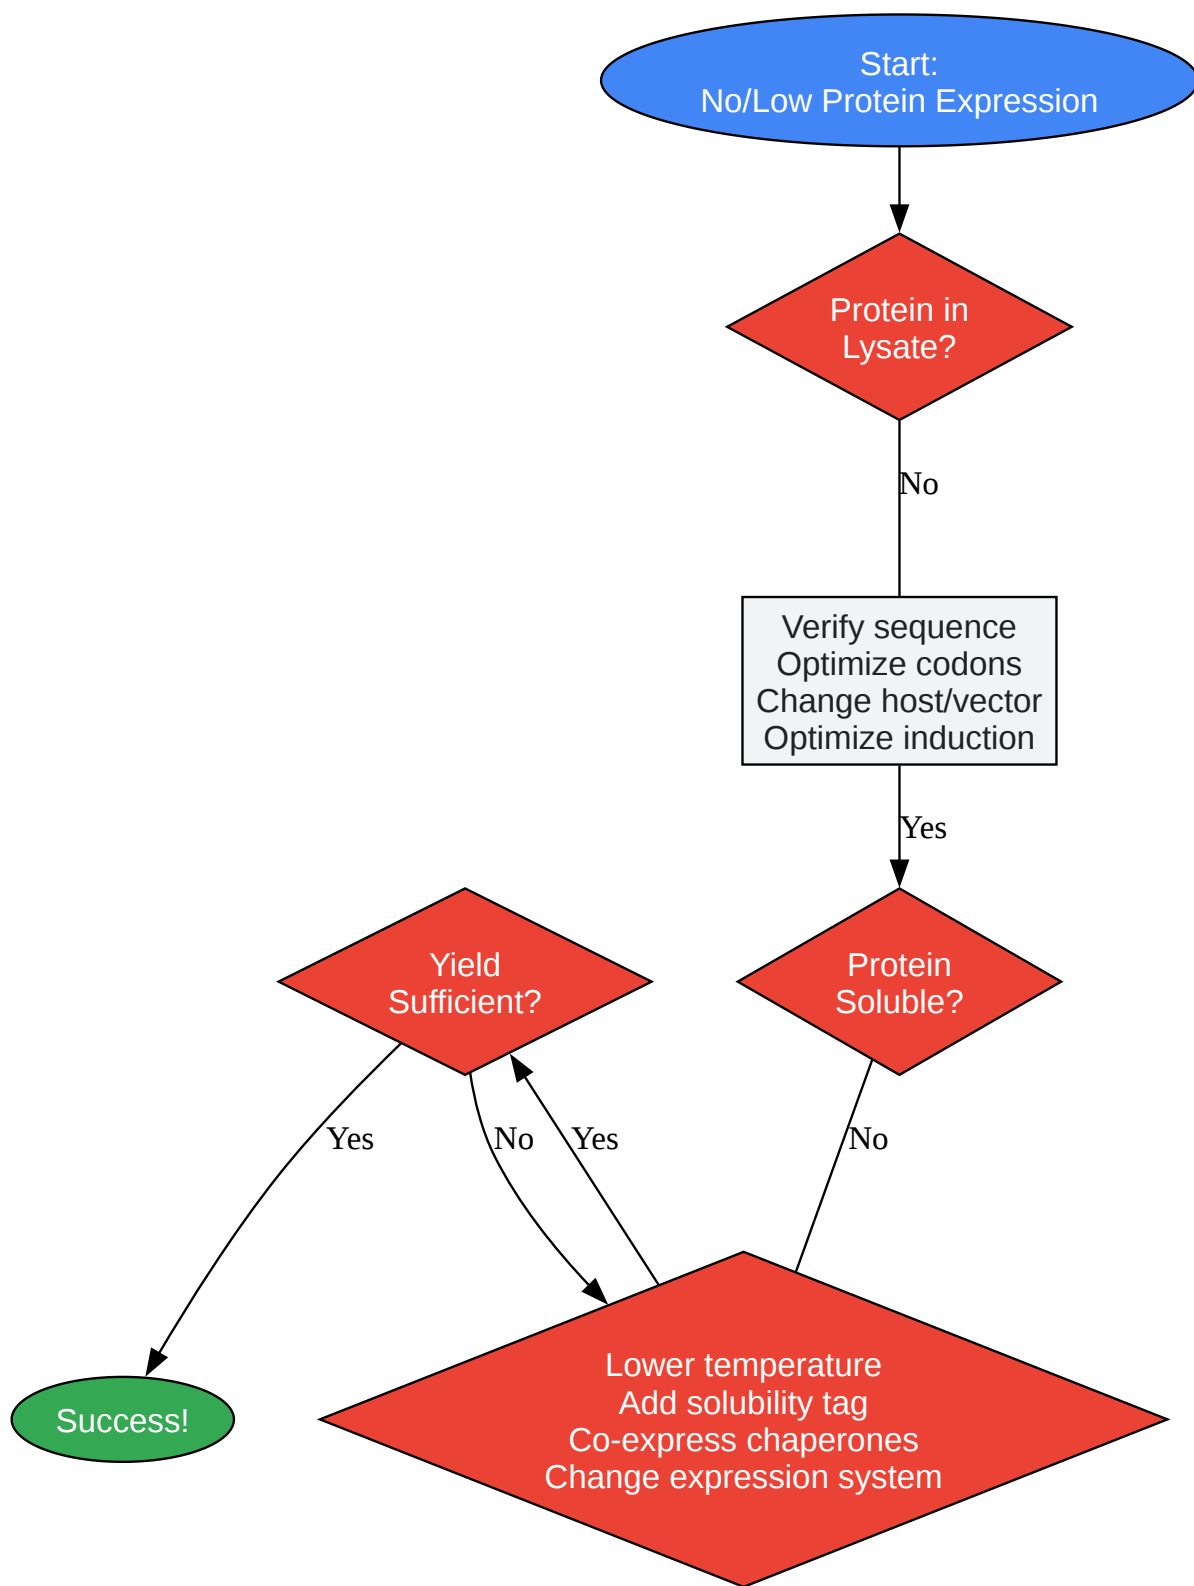 Start:
No/Low Protein Expression
Protein in
Lysate?
No
Verify sequence
Optimize codons
Change host/vector
Optimize induction
Yes
Yield
Sufficient?
Protein
Soluble?
Yes
No
Yes
No
Success!
Lower temperature
Add solubility tag
Co-express chaperones
Change expression system